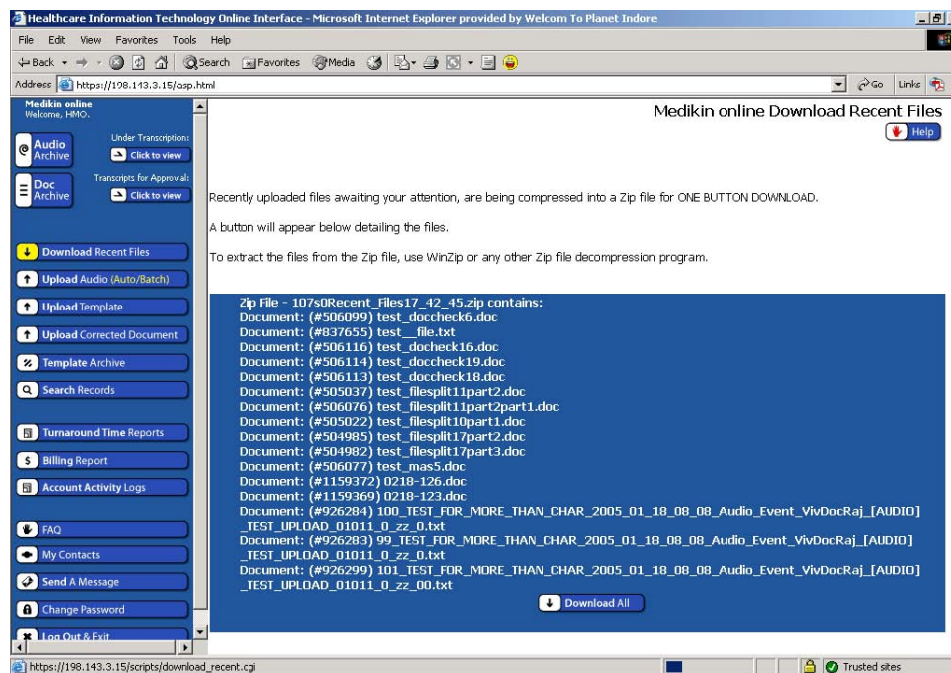 Healthcare Information Technology Online Interface - Microsoft Internet Explorer provided by Welcom To Planet Indore
File Edit View Favorites Tools Help
Back Search Favorites Media
Address https://198.143.3.15/asp.html Go Links
Medikin online
Welcome, HMO.
Audio Archive
Under Transcription:
Click to view
Doc Archive
Transcripts for Approval:
Click to view
Download Recent Files
Upload Audio (Auto/Batch)
Upload Template
Upload Corrected Document
Template Archive
Search Records
Turnaround Time Reports
$ Billing Report
Account Activity Logs
FAQ
My Contacts
Send A Message
Change Password
Log Out & Exit
Medikin online Download Recent Files
Help
Recently uploaded files awaiting your attention, are being compressed into a Zip file for ONE BUTTON DOWNLOAD.
A button will appear below detailing the files.
To extract the files from the Zip file, use WinZip or any other Zip file decompression program.
Zip File - 107s0Recent_Files17_42_45.zip contains:
Document: (#506099) test_doccheck6.doc
Document: (#837655) test__file.txt
Document: (#506116) test_docheck16.doc
Document: (#506114) test_doccheck19.doc
Document: (#506113) test_doccheck18.doc
Document: (#505037) test_filesplit11part2.doc
Document: (#506076) test_filesplit11part2part1.doc
Document: (#505022) test_filesplit10part1.doc
Document: (#504985) test_filesplit17part2.doc
Document: (#504982) test_filesplit17part3.doc
Document: (#506077) test_mas5.doc
Document: (#1159372) 0218-126.doc
Document: (#1159369) 0218-123.doc
Document: (#926284) 100_TEST_FOR_MORE_THAN_CHAR_2005_01_18_08_08_Audio_Event_VivDocRaj_[AUDIO]
_TEST_UPLOAD_01011_0_zz_0.txt
Document: (#926283) 99_TEST_FOR_MORE_THAN_CHAR_2005_01_18_08_08_Audio_Event_VivDocRaj_[AUDIO]
_TEST_UPLOAD_01011_0_zz_0.txt
Document: (#926299) 101_TEST_FOR_MORE_THAN_CHAR_2005_01_18_08_08_Audio_Event_VivDocRaj_[AUDIO]
_TEST_UPLOAD_01011_0_zz_00.txt
Download All
https://198.143.3.15/scripts/download_recent.cgi
Trusted sites